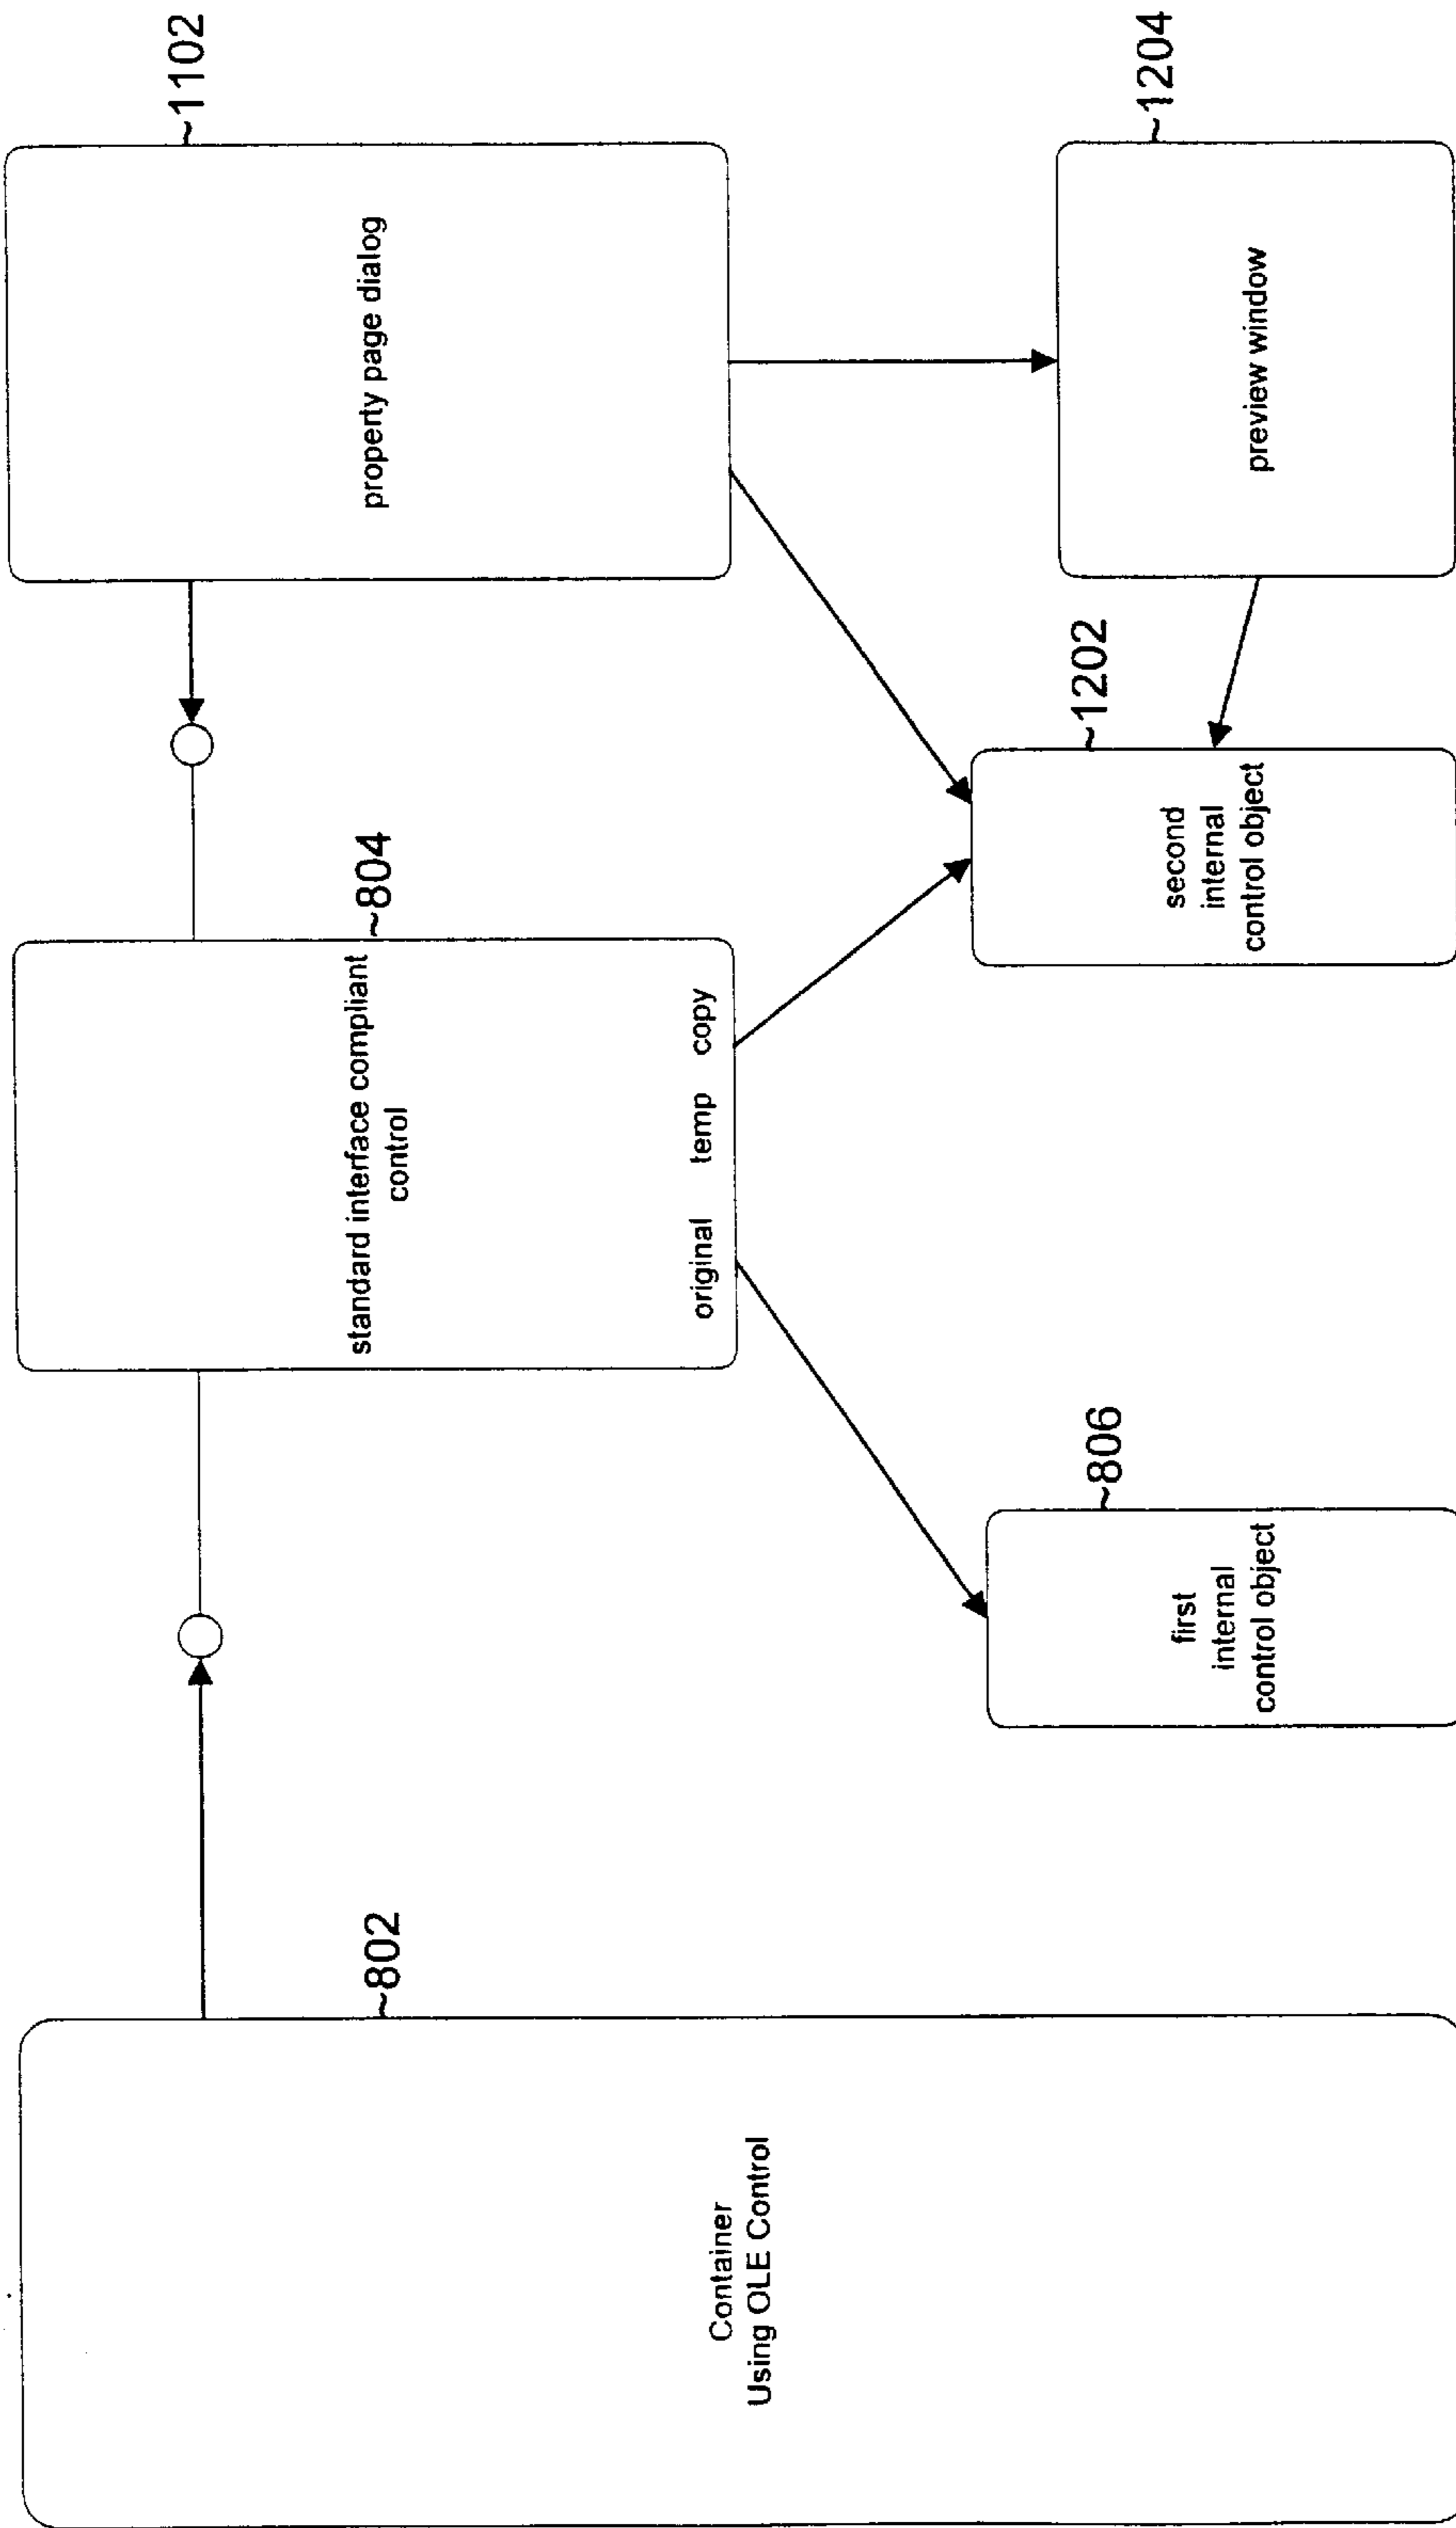 Container
Using OLE Control
~802
standard interface compliant
control
original temp copy
~804
property page dialog
~1102
first
internal
control object
~806
second
internal
control object
~1202
preview window
~1204